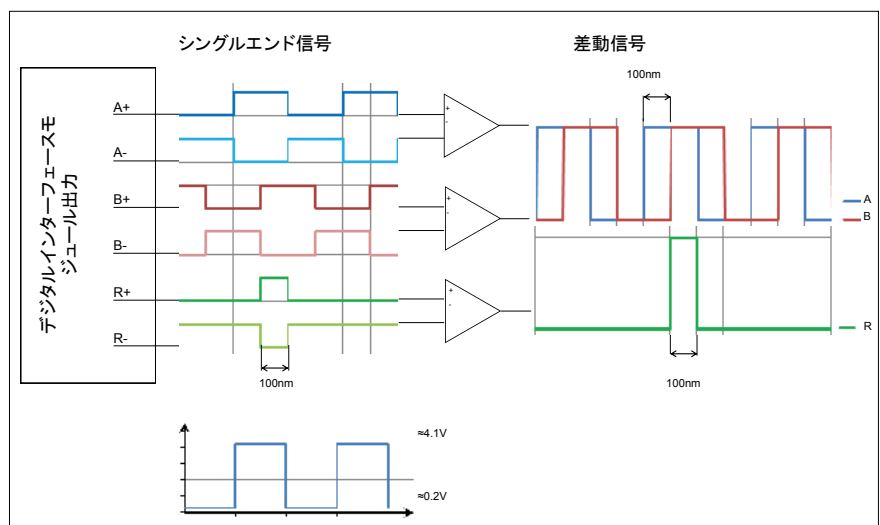 シングルエンド信号
差動信号
デジタルインターフェースモ
ジュール出力
A+
A-
B+
B-
R+
R-
+
-
+
-
+
-
100nm
100nm
A
B
R
100nm
≈4.1V
≈0.2V